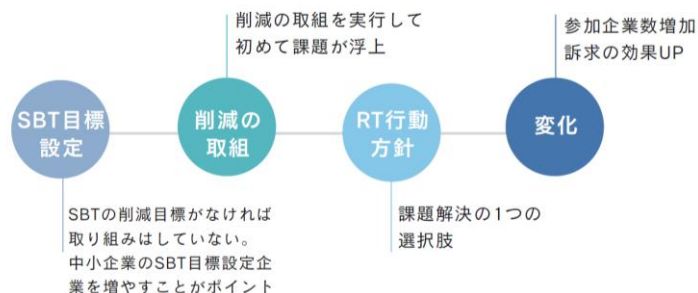 削減の取組を実行して
初めて課題が浮上
参加企業数増加
訴求の効果UP
SBT目標
設定
削減の
取組
RT行動
方針
変化
SBTの削減目標がなければ
取り組みはしていない。
中小企業のSBT目標設定企
業を増やすことがポイント
課題解決の1つの
選択肢